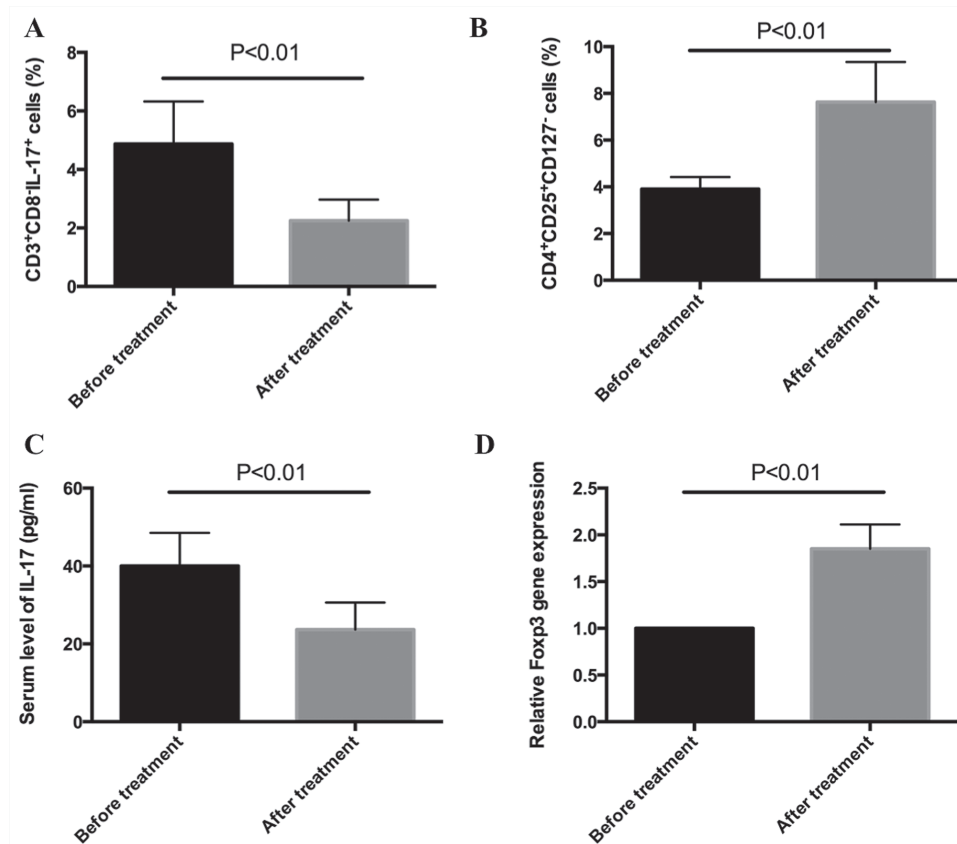 A
P<0.01
CD3⁺CD8⁻IL-17⁺ cells (%)
8
6
4
2
0
Before treatment
After treatment
B
P<0.01
CD4⁺CD25⁺CD127⁻ cells (%)
10
8
6
4
2
0
Before treatment
After treatment
C
P<0.01
Serum level of IL-17 (pg/ml)
60
40
20
0
Before treatment
After treatment
D
P<0.01
Relative Foxp3 gene expression
2.5
2.0
1.5
1.0
0.5
0.0
Before treatment
After treatment